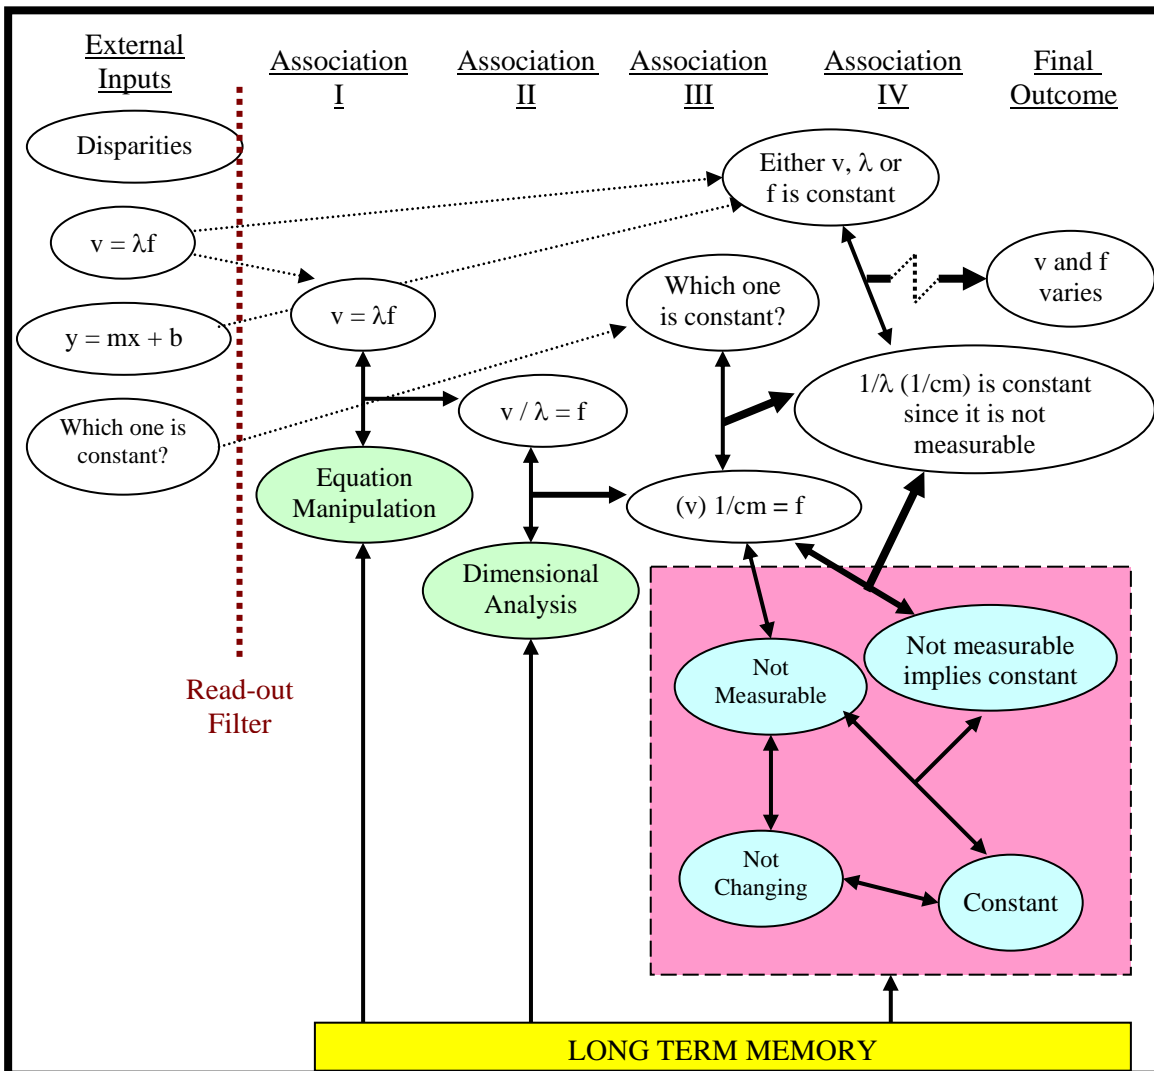 External
Inputs
Association
I
Association
II
Association
III
Association
IV
Final
Outcome
Disparities
v = λf
y = mx + b
Which one is
constant?
Read-out
Filter
v = λf
Equation
Manipulation
v / λ = f
Dimensional
Analysis
Which one
is constant?
(v) 1/cm = f
Either v, λ or
f is constant
1/λ (1/cm) is constant
since it is not
measurable
v and f
varies
Not
Measurable
Not measurable
implies constant
Not
Changing
Constant
LONG TERM MEMORY